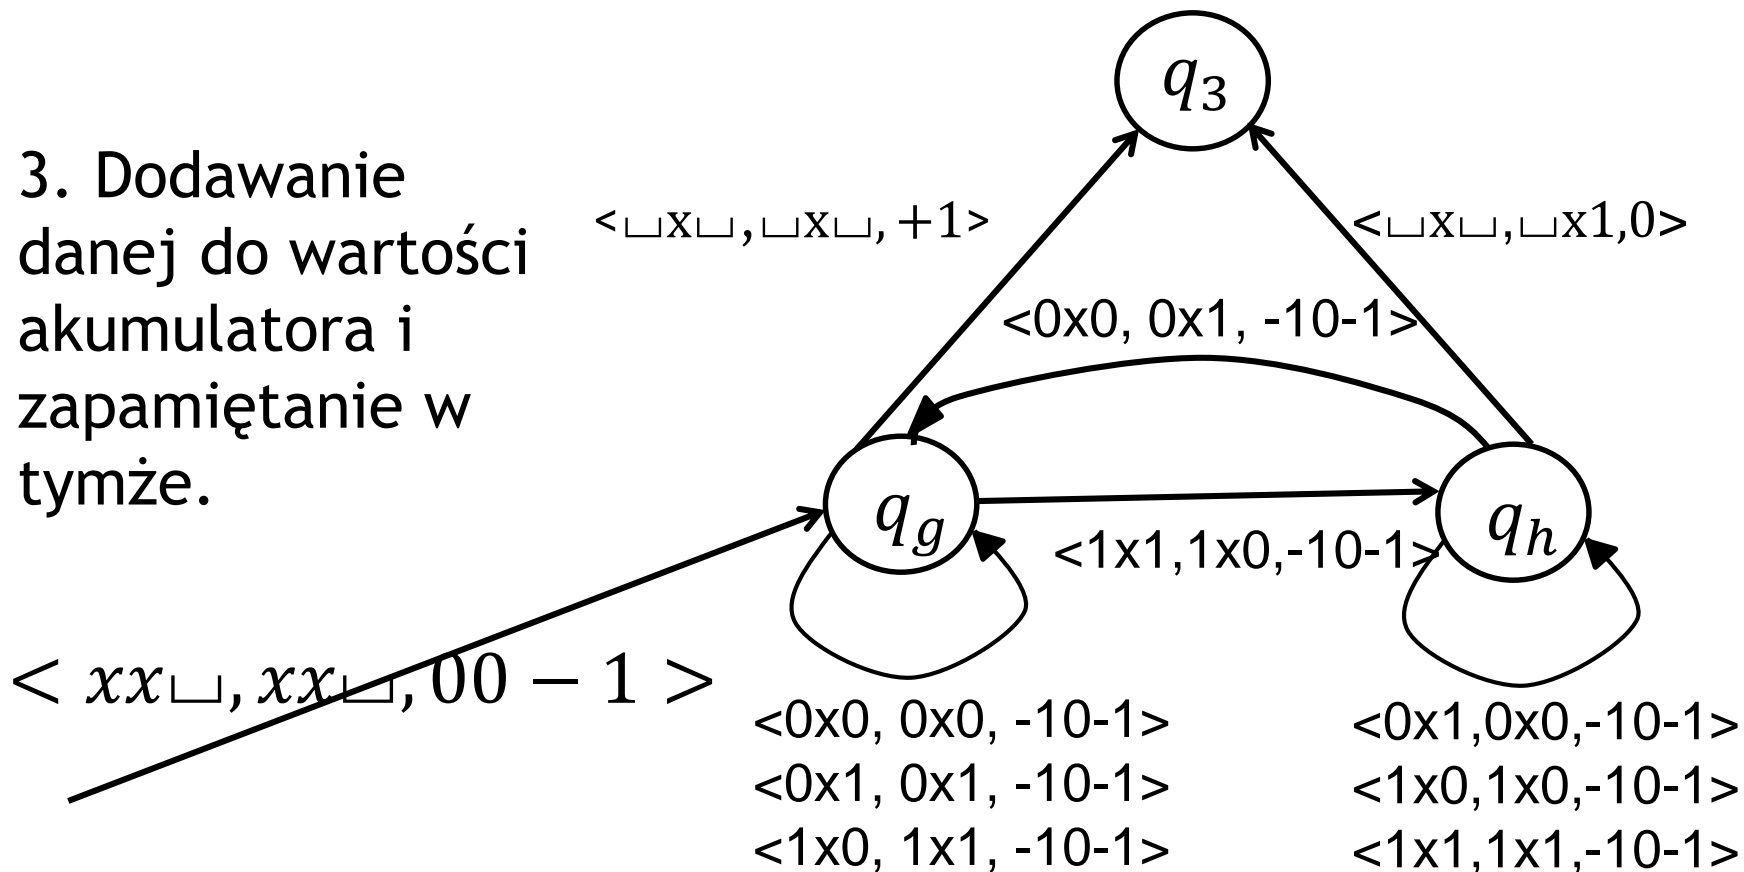 q₃
3. Dodawanie
danej do wartości
akumulatora i
zapamiętanie w
tymże.
<⌴x⌴,⌴x⌴,+1>
<⌴x⌴,⌴x1,0>
<0x0, 0x1, -10-1>
q_g
q_h
<1x1,1x0,-10-1>
< xx⌴, xx⌴, 00 − 1 >
<0x0, 0x0, -10-1>
<0x1, 0x1, -10-1>
<1x0, 1x1, -10-1>
<0x1,0x0,-10-1>
<1x0,1x0,-10-1>
<1x1,1x1,-10-1>